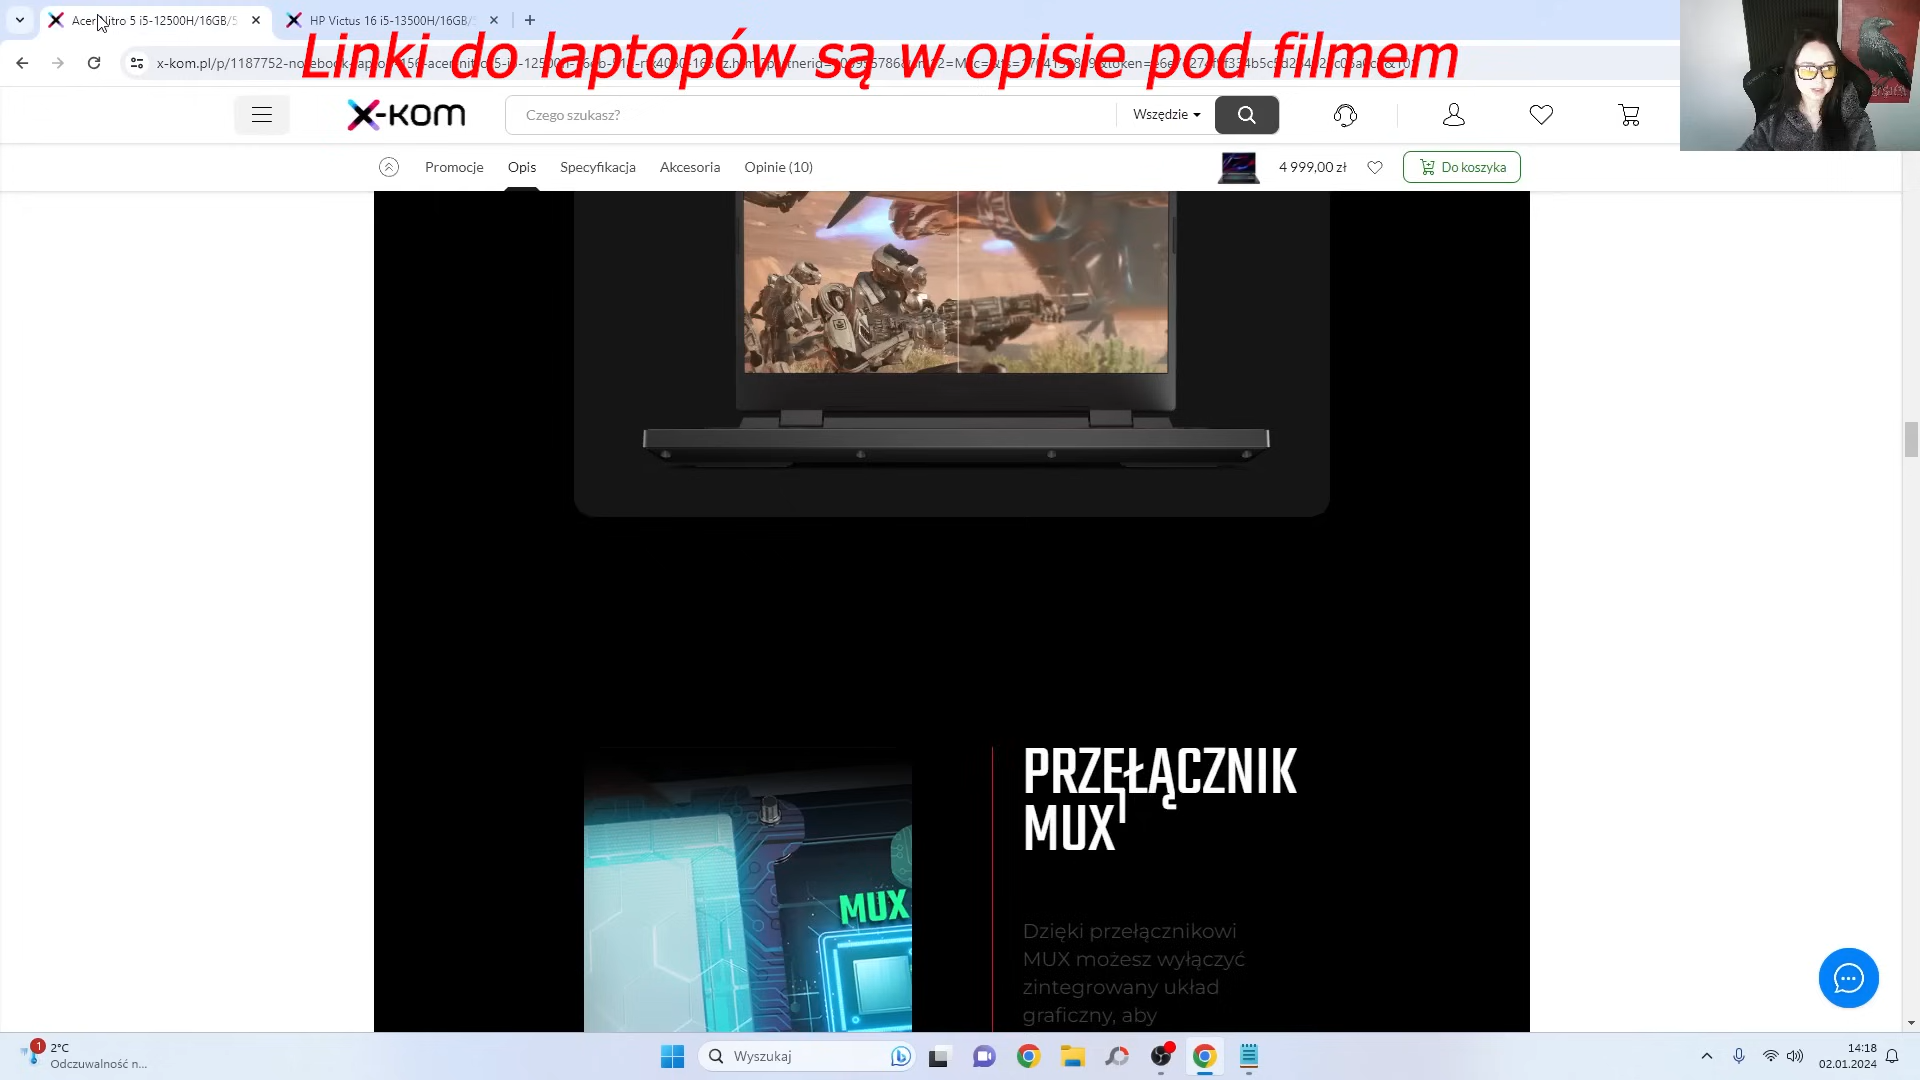 Acer Nitro 5 i5-12500H/16GB/5
HP Victus 16 i5-13500H/16GB/
Linki do laptopów są w opisie pod filmem
X-KOM
Czego szukasz?
Wszędzie
Promocje
Opis
Specyfikacja
Akcesoria
Opinie (10)
4 999,00 zł
Do koszyka
PRZEŁĄCZNIK
MUX
MUX
Dzięki przełącznikowi
MUX możesz wyłączyć
zintegrowany układ
graficzny, aby
1
2°C
Odczuwalność n...
Wyszukaj
14:18
02.01.2024